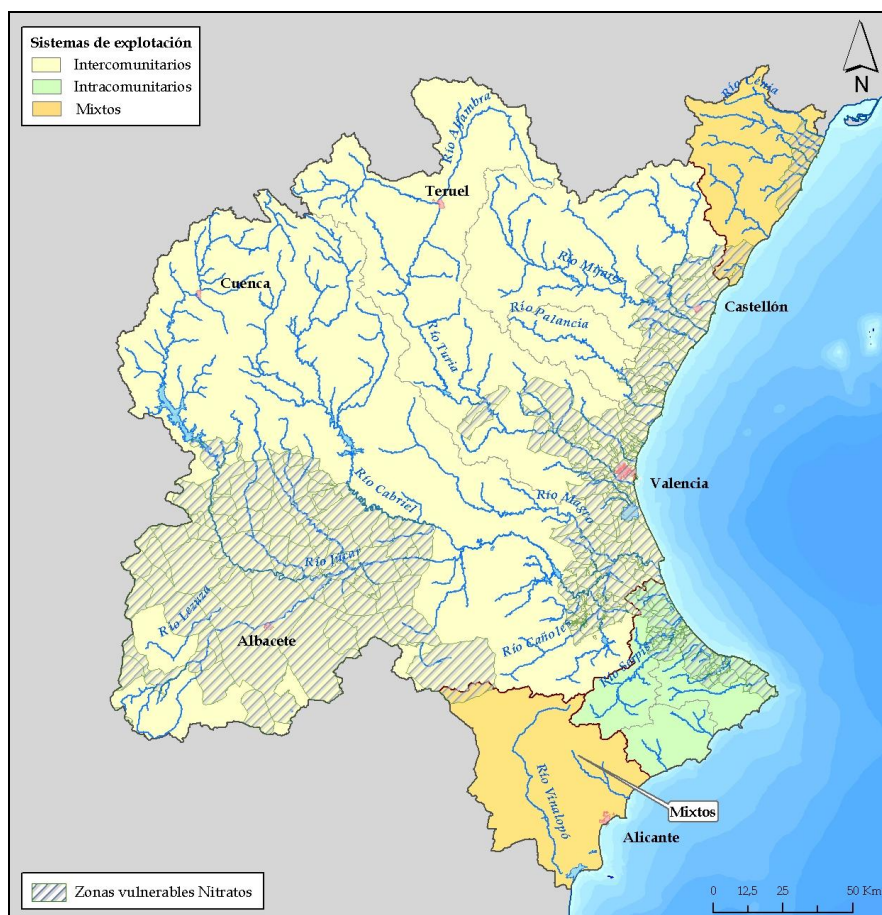 Sistemas de explotación
Intercomunitarios
Intracomunitarios
Mixtos
N
Río Cenia
Río Alfambra
Teruel
Río Mijares
Cuenca
Castellón
Río Palancia
Río Turia
Valencia
Río Cabriel
Río Magro
Río Júcar
Río Lezuza
Albacete
Río Cañoles
Río Serpis
Río Vinalopó
Mixtos
Alicante
Zonas vulnerables Nitratos
0 12,5 25 50 Km